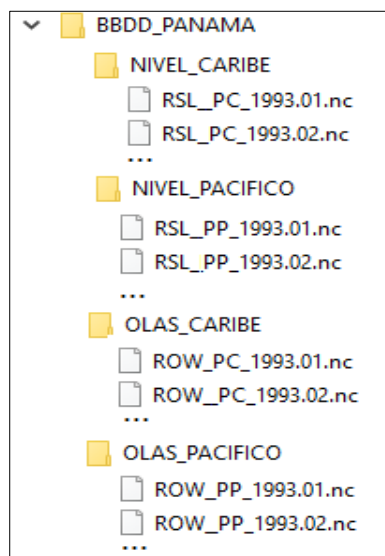 BBDD_PANAMA
NIVEL_CARIBE
RSL_PC_1993.01.nc
RSL_PC_1993.02.nc
...
NIVEL_PACIFICO
RSL_PP_1993.01.nc
RSL_PP_1993.02.nc
...
OLAS_CARIBE
ROW_PC_1993.01.nc
ROW_PC_1993.02.nc
...
OLAS_PACIFICO
ROW_PP_1993.01.nc
ROW_PP_1993.02.nc
...